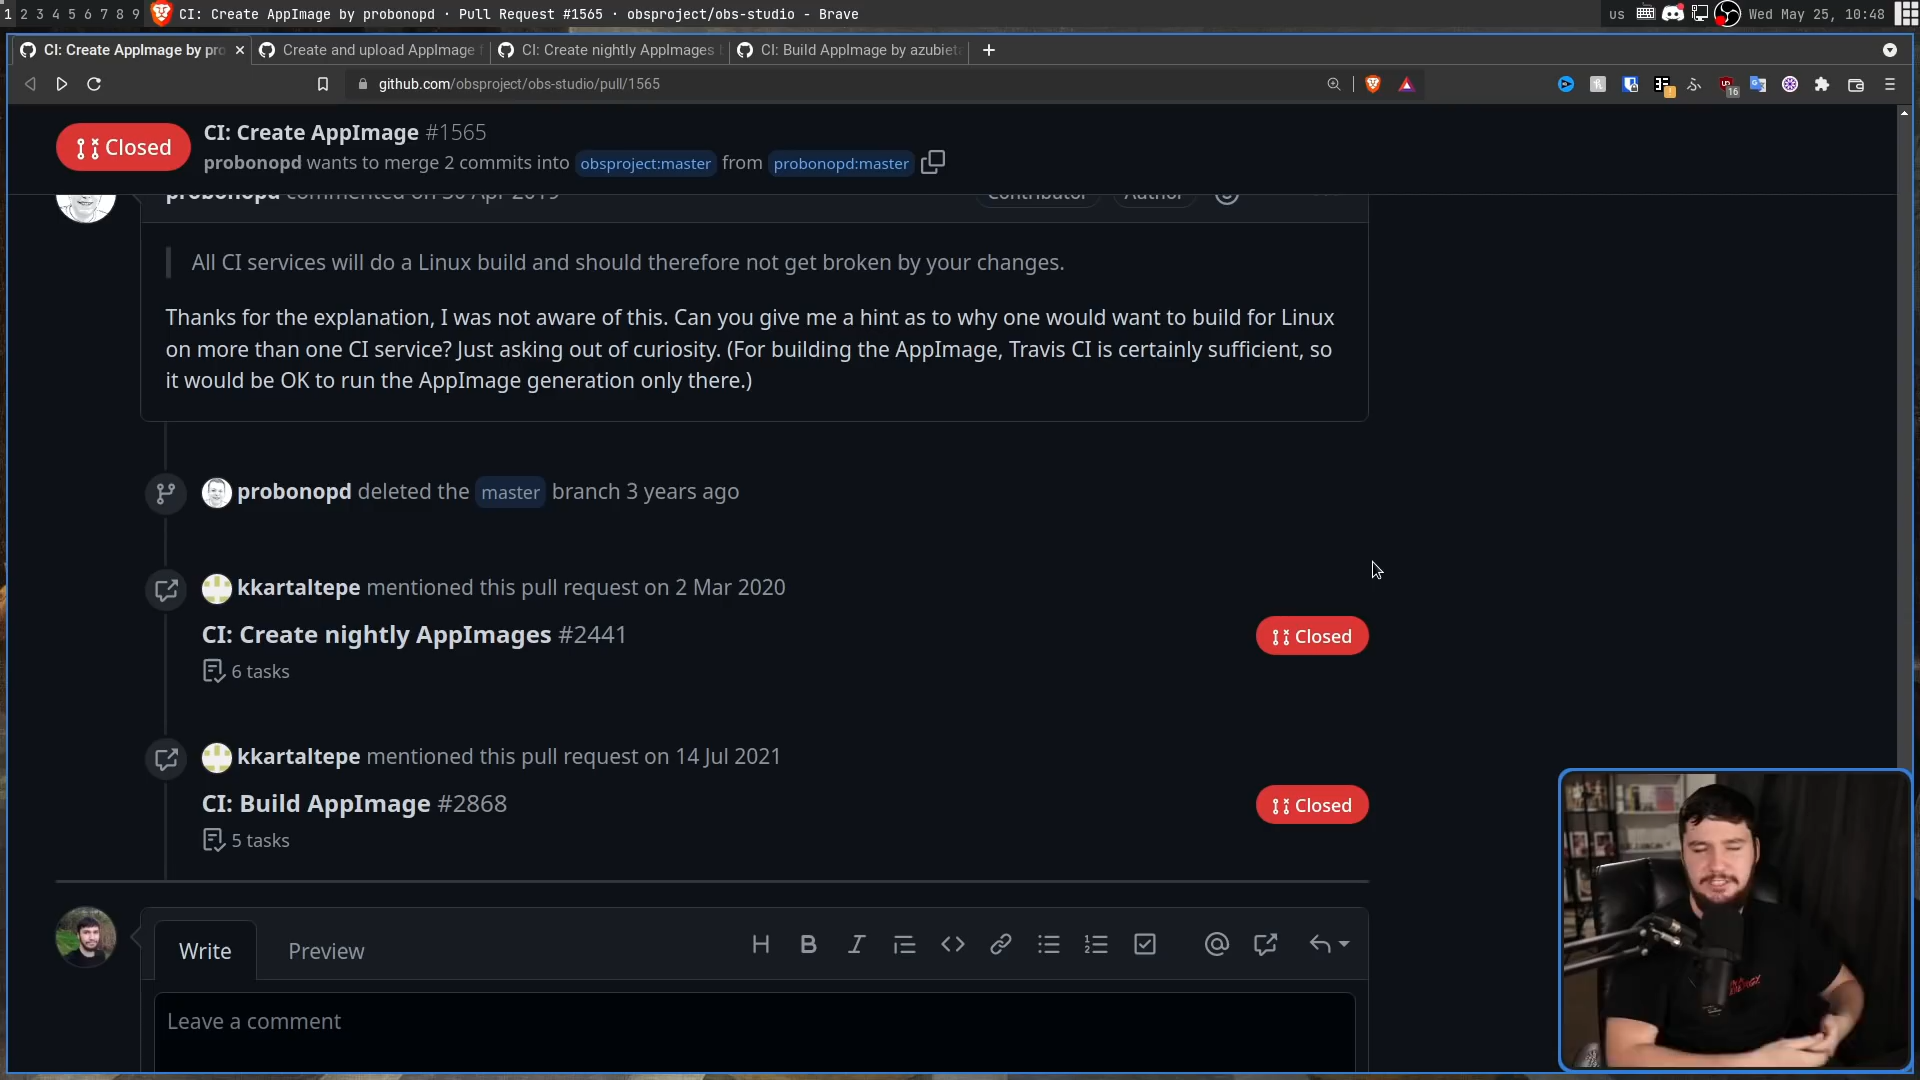 1 2 3 4 5 6 7 8 9 CI: Create AppImage by probonopd · Pull Request #1565 · obsproject/obs-studio - Brave us Wed May 25, 10:48
CI: Create AppImage by pro Create and upload AppImage CI: Create nightly AppImages CI: Build AppImage by azubiet
github.com/obsproject/obs-studio/pull/1565 16
Closed
CI: Create AppImage #1565
probonopd wants to merge 2 commits into obsproject:master from probonopd:master
probonopd commented on 30 Apr 2019 Contributor Author
All CI services will do a Linux build and should therefore not get broken by your changes.
Thanks for the explanation, I was not aware of this. Can you give me a hint as to why one would want to build for Linux
on more than one CI service? Just asking out of curiosity. (For building the AppImage, Travis CI is certainly sufficient, so
it would be OK to run the AppImage generation only there.)
probonopd deleted the master branch 3 years ago
kkartaltepe mentioned this pull request on 2 Mar 2020
CI: Create nightly AppImages #2441 Closed
6 tasks
kkartaltepe mentioned this pull request on 14 Jul 2021
CI: Build AppImage #2868 Closed
5 tasks
Write Preview
Leave a comment